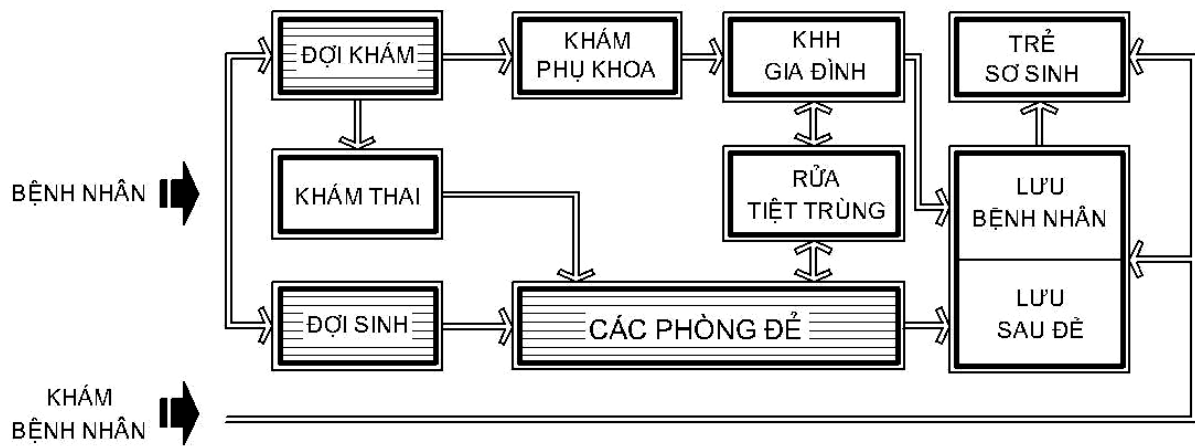 ĐỢI KHÁM
KHÁM
PHỤ KHOA
KHH
GIA ĐÌNH
TRẺ
SƠ SINH
BỆNH NHÂN
KHÁM THAI
RỬA
TIỆT TRÙNG
LƯU
BỆNH NHÂN
ĐỢI SINH
CÁC PHÒNG ĐẺ
LƯU
SAU ĐẺ
KHÁM
BỆNH NHÂN